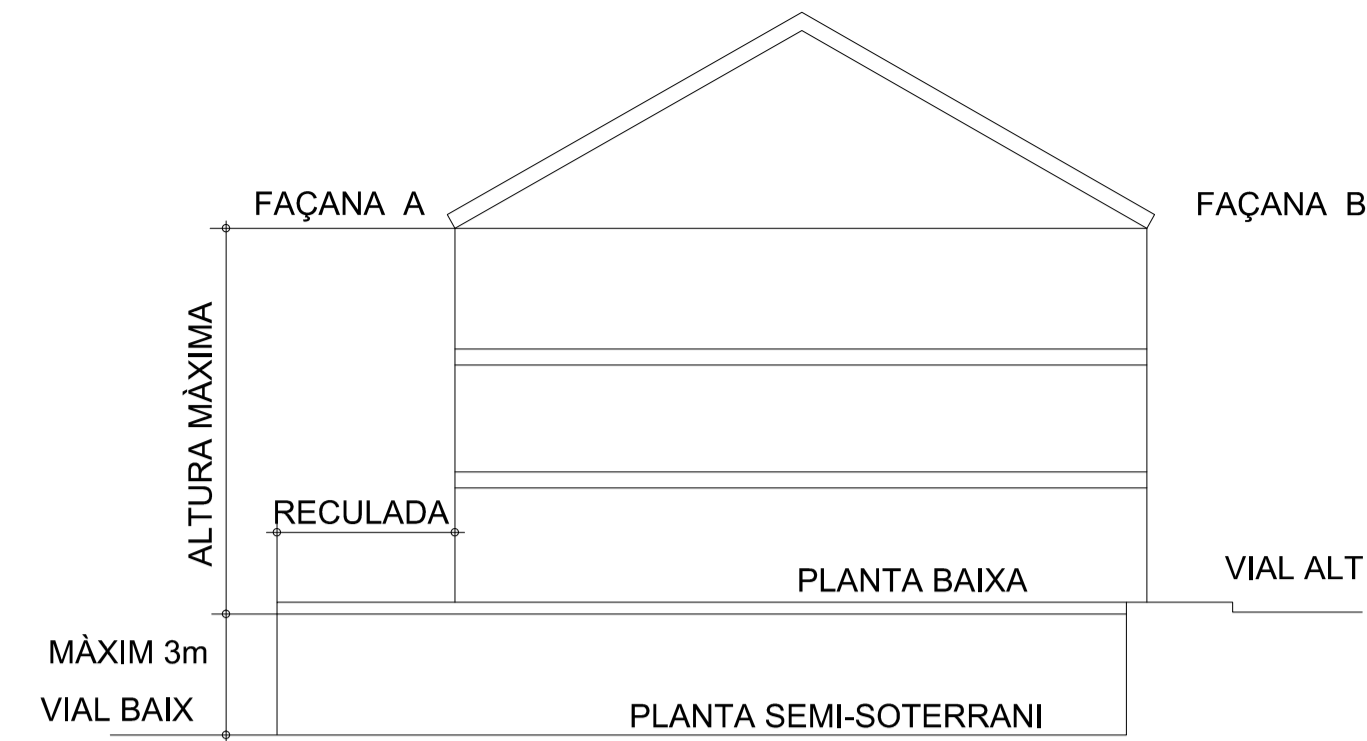 FAÇANA A
FAÇANA B
ALTURA MÀXIMA
RECULADA
PLANTA BAIXA
VIAL ALT
MÀXIM 3m
VIAL BAIX
PLANTA SEMI-SOTERRANI